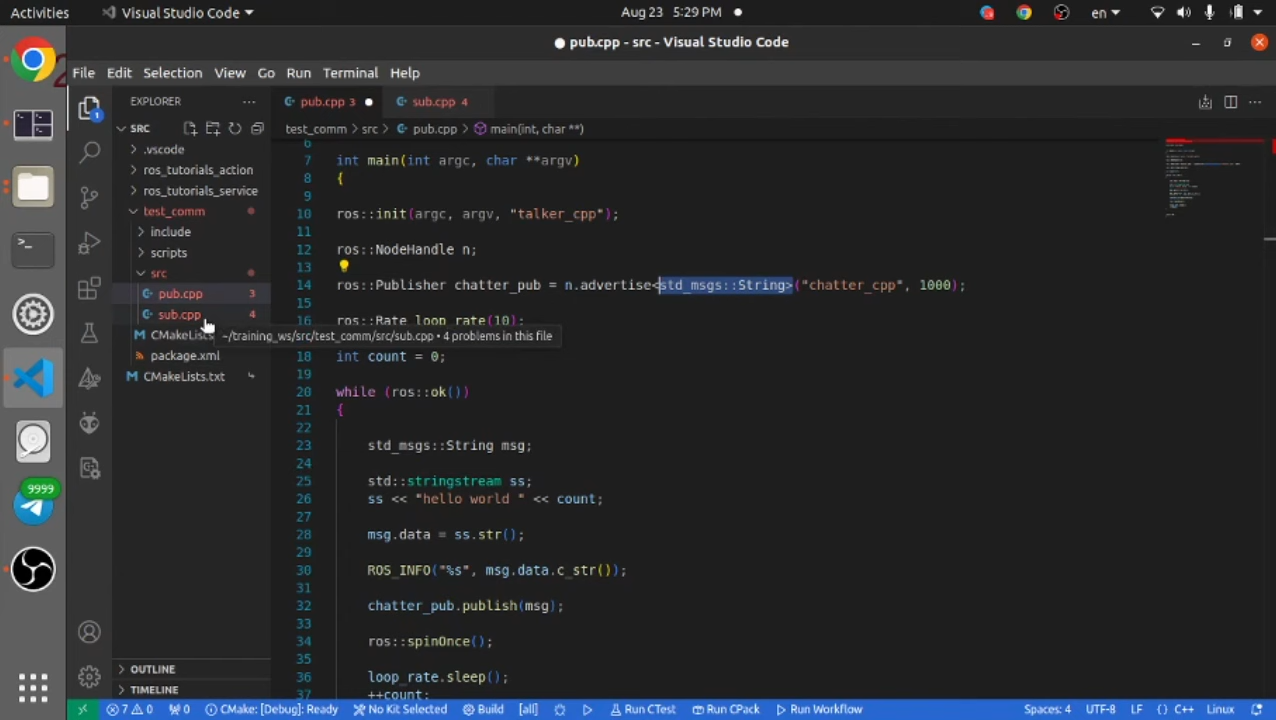 Activities
Visual Studio Code
Aug 23 5:29 PM
en
pub.cpp - src - Visual Studio Code
File Edit Selection View Go Run Terminal Help
EXPLORER
pub.cpp 3
sub.cpp 4
SRC
test_comm > src > pub.cpp > main(int, char **)
.vscode
ros_tutorials_action
ros_tutorials_service
test_comm
include
scripts
src
pub.cpp 3
sub.cpp 4
CMakeLists
package.xml
CMakeLists.txt
~/training_ws/src/test_comm/src/sub.cpp • 4 problems in this file
6
7 int main(int argc, char **argv)
8 {
9
10 ros::init(argc, argv, "talker_cpp");
11
12 ros::NodeHandle n;
13
14 ros::Publisher chatter_pub = n.advertise<std_msgs::String>("chatter_cpp", 1000);
15
16 ros::Rate loop_rate(10);
18 int count = 0;
19
20 while (ros::ok())
21 {
22
23 std_msgs::String msg;
24
25 std::stringstream ss;
26 ss << "hello world " << count;
27
28 msg.data = ss.str();
29
30 ROS_INFO("%s", msg.data.c_str());
31
32 chatter_pub.publish(msg);
33
34 ros::spinOnce();
35
36 loop_rate.sleep();
37 ++count;
1
9999
OUTLINE
TIMELINE
7 0 0 CMake: [Debug]: Ready No Kit Selected Build [all] Run CTest Run CPack Run Workflow Spaces: 4 UTF-8 LF {} C++ Linux